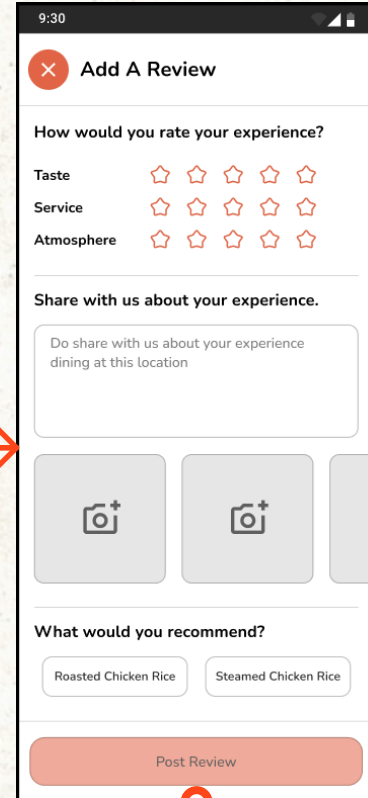 9:30
Add A Review
How would you rate your experience?
Taste
Service
Atmosphere
Share with us about your experience.
Do share with us about your experience
dining at this location
What would you recommend?
Roasted Chicken Rice
Steamed Chicken Rice
Post Review